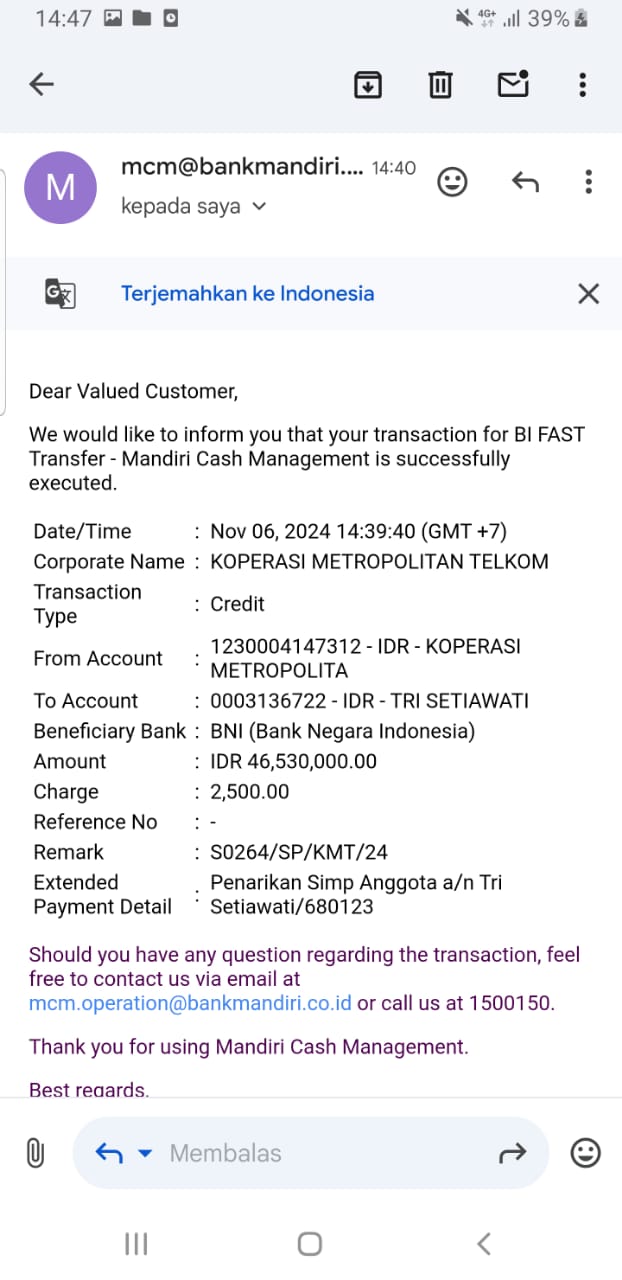 14:47
4G+ 39%
M
mcm@bankmandiri.... 14:40
kepada saya
G
Terjemahkan ke Indonesia
Dear Valued Customer,
We would like to inform you that your transaction for BI FAST
Transfer - Mandiri Cash Management is successfully
executed.
Date/Time : Nov 06, 2024 14:39:40 (GMT +7)
Corporate Name : KOPERASI METROPOLITAN TELKOM
Transaction
Type : Credit
From Account : 1230004147312 - IDR - KOPERASI
METROPOLITA
To Account : 0003136722 - IDR - TRI SETIAWATI
Beneficiary Bank : BNI (Bank Negara Indonesia)
Amount : IDR 46,530,000.00
Charge : 2,500.00
Reference No : -
Remark : S0264/SP/KMT/24
Extended
Payment Detail : Penarikan Simp Anggota a/n Tri
Setiawati/680123
Should you have any question regarding the transaction, feel
free to contact us via email at
mcm.operation@bankmandiri.co.id or call us at 1500150.
Thank you for using Mandiri Cash Management.
Best regards.
Membalas